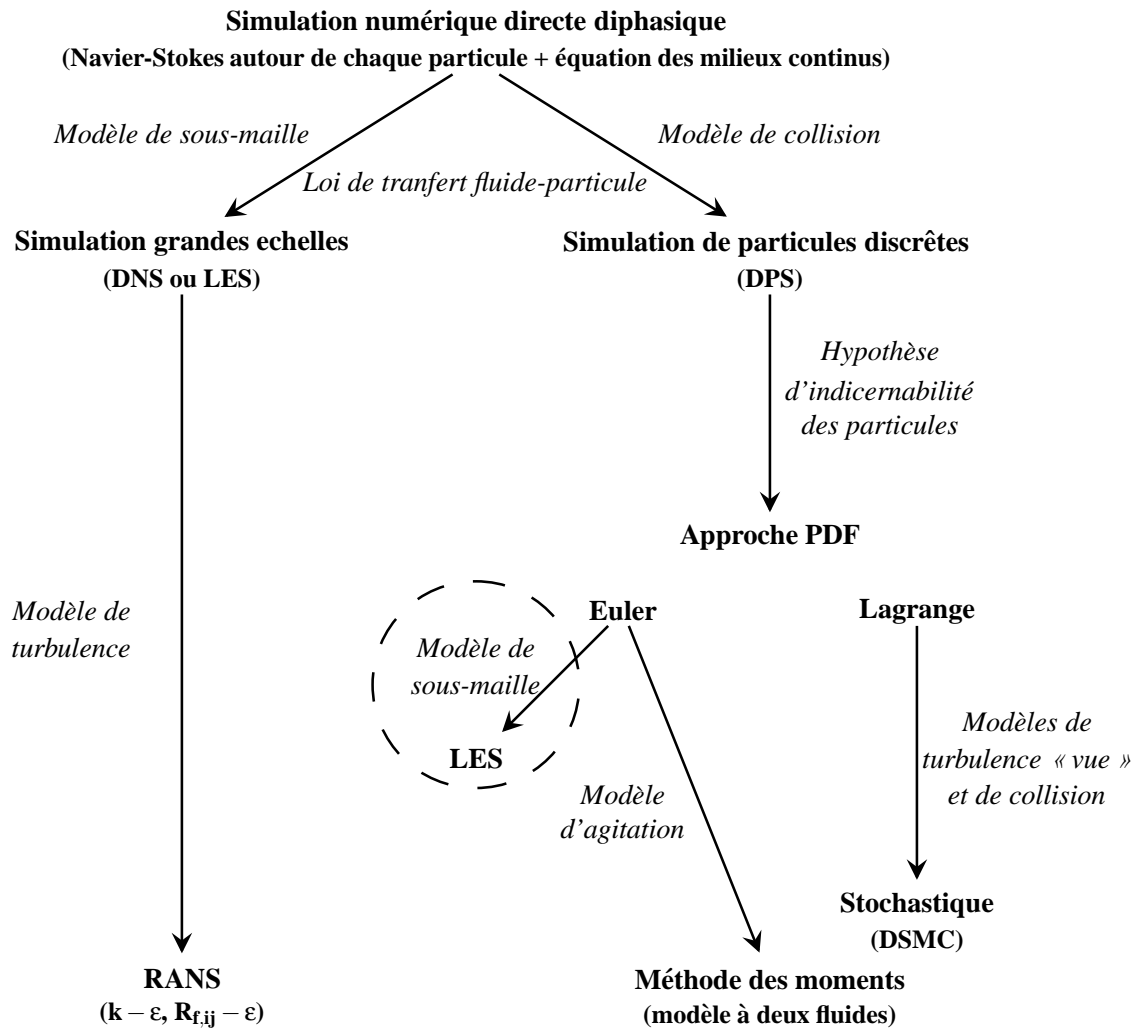 Simulation numérique directe diphasique
(Navier-Stokes autour de chaque particule + équation des milieux continus)
Modèle de sous-maille
Modèle de collision
Loi de tranfert fluide-particule
Simulation grandes echelles
(DNS ou LES)
Simulation de particules discrêtes
(DPS)
Hypothèse
d'indicernabilité
des particules
Approche PDF
Modèle de
turbulence
Euler
Lagrange
Modèle de
sous-maille
LES
Modèle
d'agitation
Modèles de
turbulence « vue »
et de collision
Stochastique
(DSMC)
RANS
(k − ε, R_{f,ij} − ε)
Méthode des moments
(modèle à deux fluides)